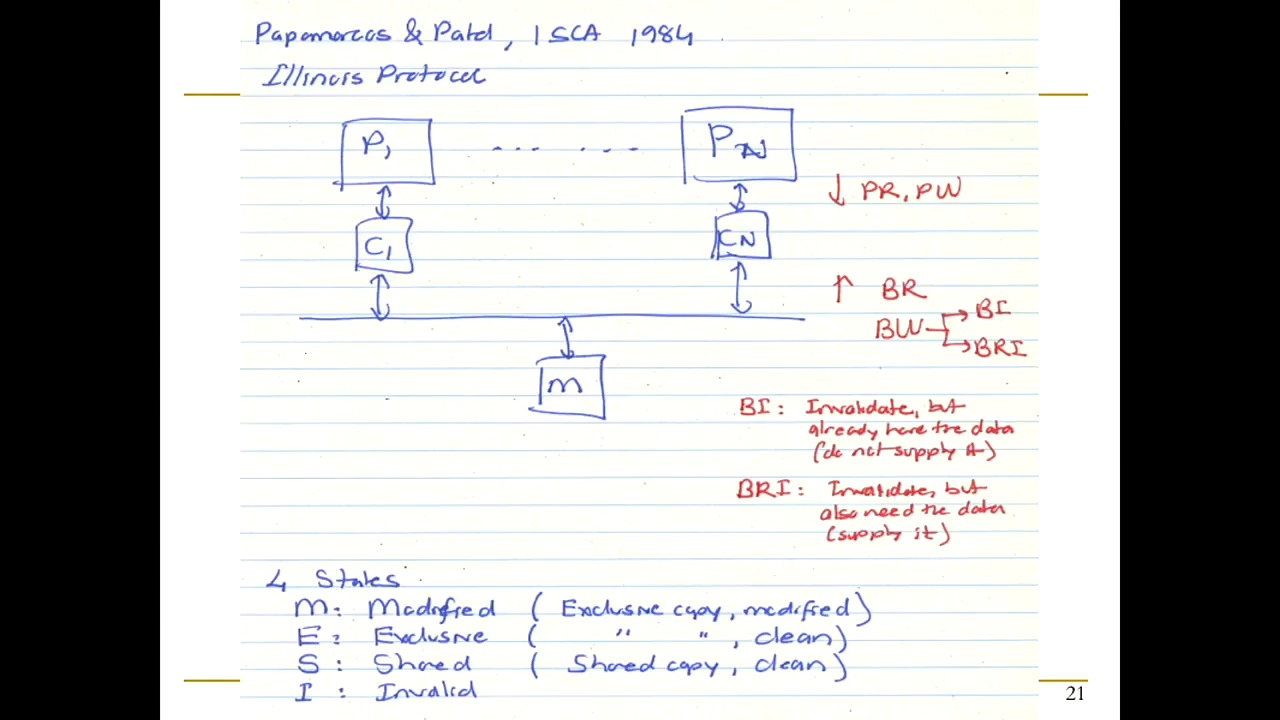 Papamarcos & Patel, ISCA 1984
Illinois Protocol
P1 ... ... PN
↓ PR, PW
C1 CN
↑ BR
BW → BI
→ BRI
M
BI: Invalidate, but
already have the data
(do not supply it)
BRI: Invalidate, but
also need the data
(supply it)
4 States
M: Modified (Exclusive copy, modified)
E: Exclusive ( " " , clean)
S: Shared (Shared copy, clean)
I: Invalid
21